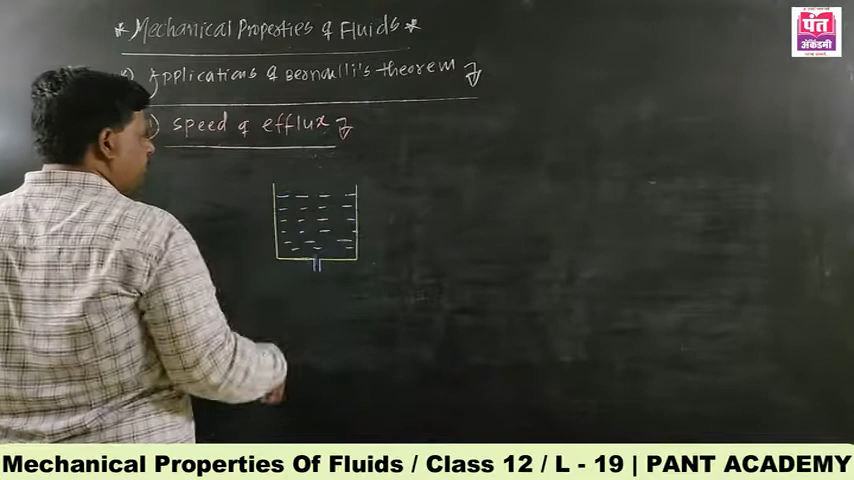 * Mechanical Properties of Fluids *
Applications of Bernoulli's theorem
) speed of efflux
पंत
अ‍ॅकॅडमी
Mechanical Properties Of Fluids / Class 12 / L - 19 | PANT ACADEMY